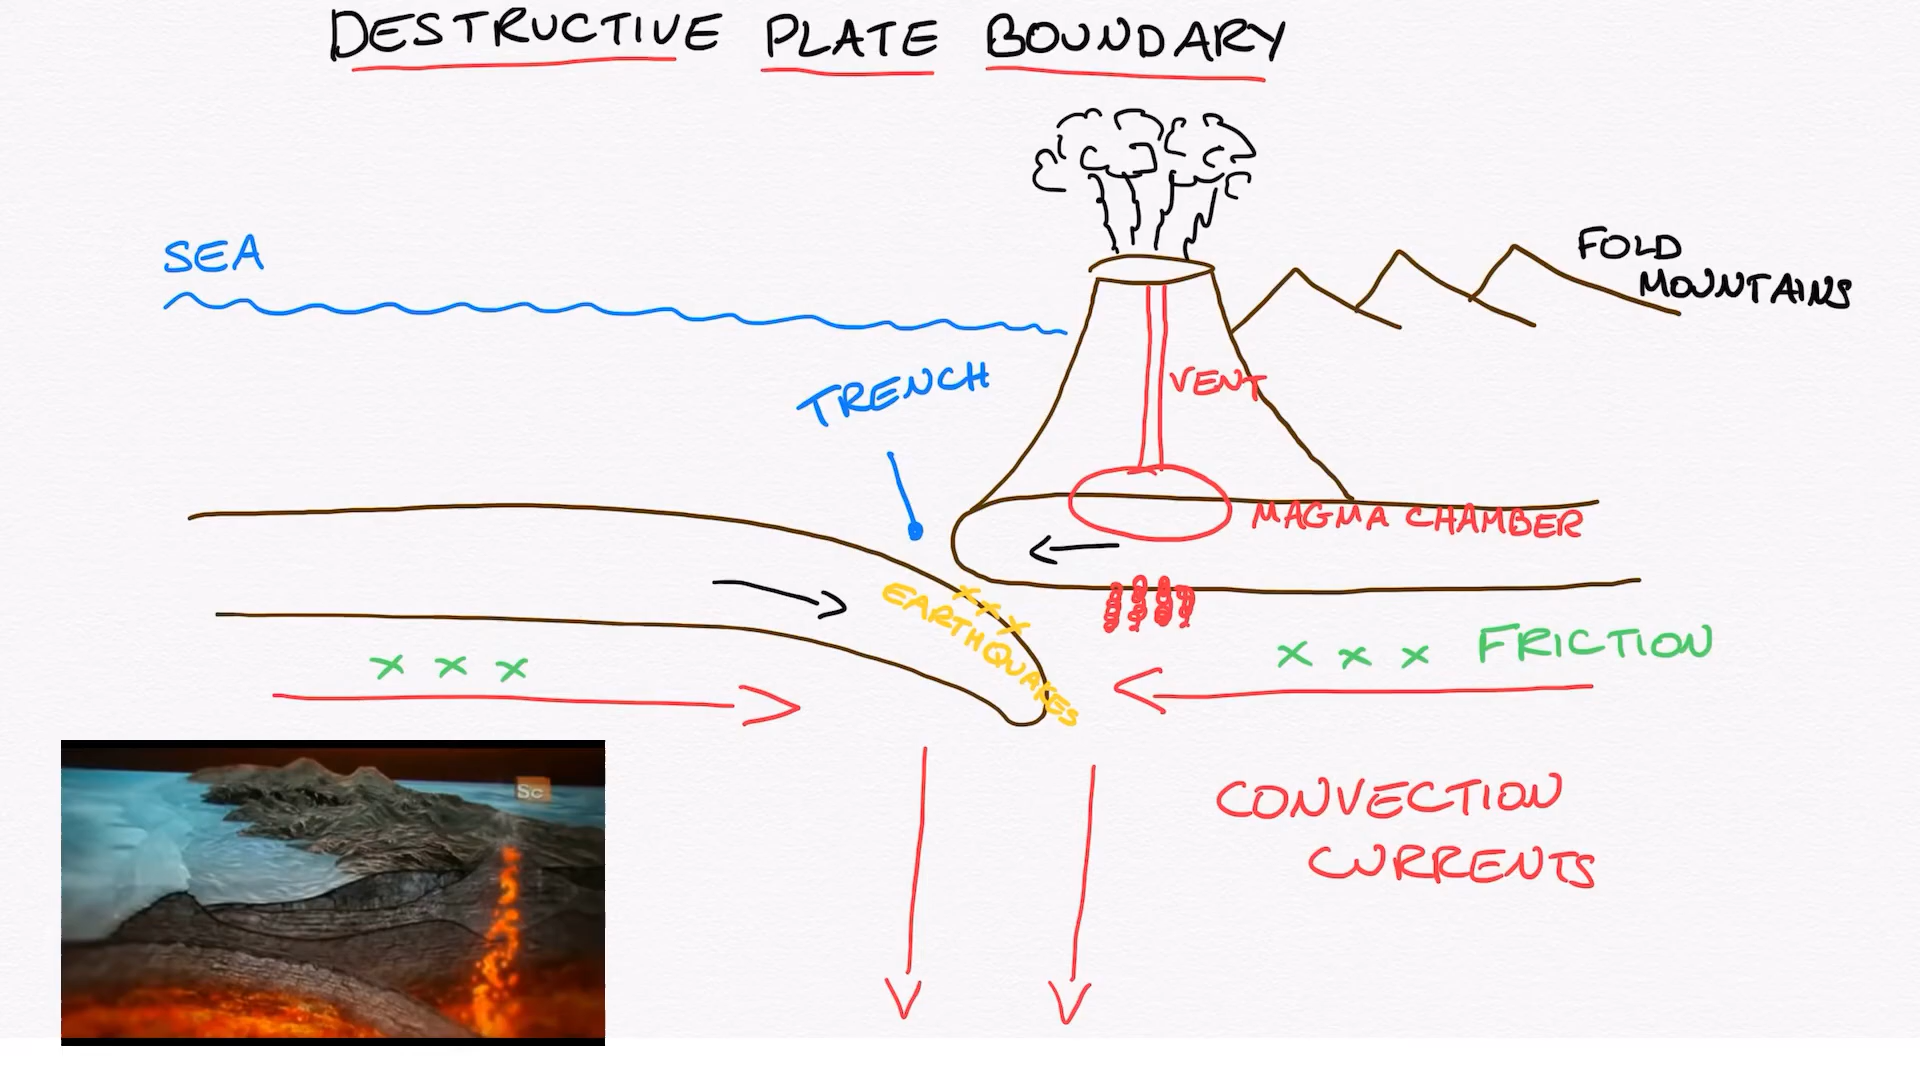 DESTRUCTIVE PLATE BOUNDARY
SEA
FOLD
MOUNTAINS
TRENCH
VENT
MAGMA CHAMBER
EARTHQUAKES
x x x
x x x FRICTION
CONVECTION
CURRENTS
Sc